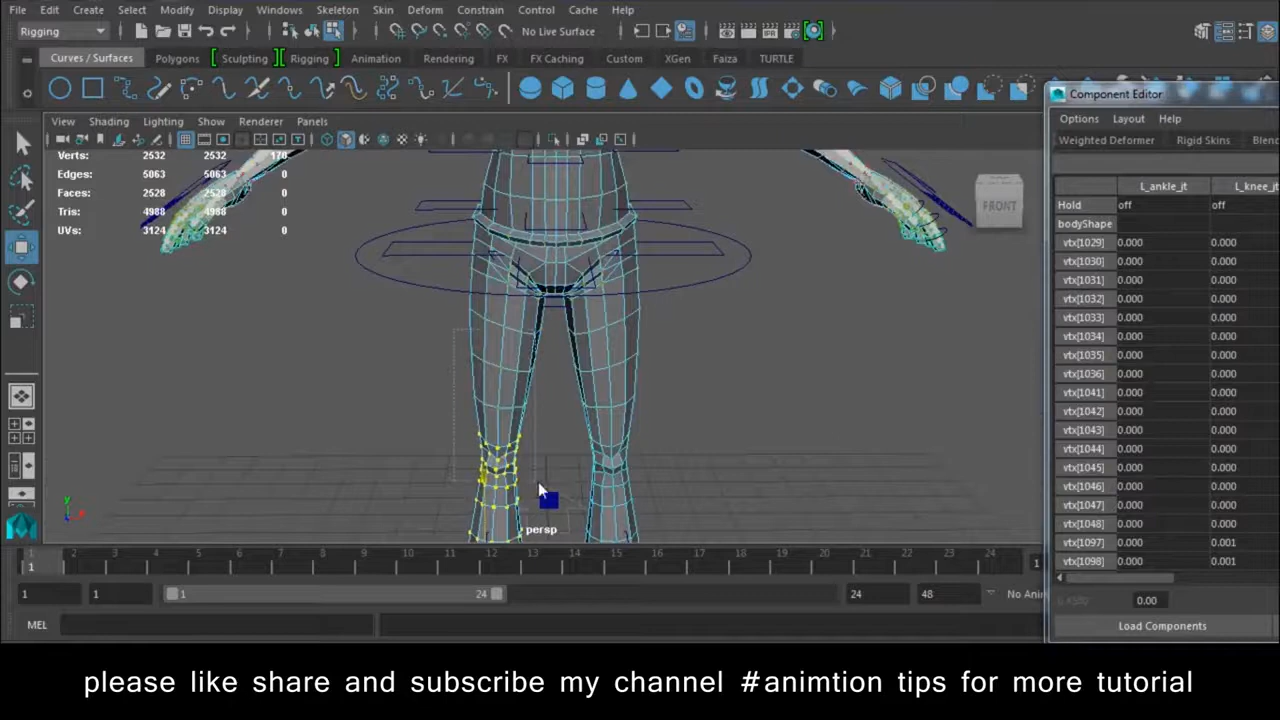 File Edit Create Select Modify Display Windows Skeleton Skin Deform Constrain Control Cache Help
Rigging No Live Surface
Curves / Surfaces Polygons Sculpting Rigging Animation Rendering FX FX Caching Custom XGen Faiza TURTLE
View Shading Lighting Show Renderer Panels
Verts: 2532 2532 178
Edges: 5063 5063 0
Faces: 2528 2528 0
Tris: 4988 4988 0
UVs: 3124 3124 0
FRONT
persp
y
Component Editor
Options Layout Help
Weighted Deformer Rigid Skins Blend
L_ankle_jt L_knee_jt
Hold off off
bodyShape
vtx[1029] 0.000 0.000
vtx[1030] 0.000 0.000
vtx[1031] 0.000 0.000
vtx[1032] 0.000 0.000
vtx[1033] 0.000 0.000
vtx[1034] 0.000 0.000
vtx[1035] 0.000 0.000
vtx[1036] 0.000 0.000
vtx[1041] 0.000 0.000
vtx[1042] 0.000 0.000
vtx[1043] 0.000 0.000
vtx[1044] 0.000 0.000
vtx[1045] 0.000 0.000
vtx[1046] 0.000 0.000
vtx[1047] 0.000 0.000
vtx[1048] 0.000 0.000
vtx[1097] 0.000 0.001
vtx[1098] 0.000 0.001
0.00
Load Components
1 2 3 4 5 6 7 8 9 10 11 12 13 14 15 16 17 18 19 20 21 22 23 24
1 1
1 1 1 24 24 48 No Anim
MEL
please like share and subscribe my channel #animtion tips for more tutorial